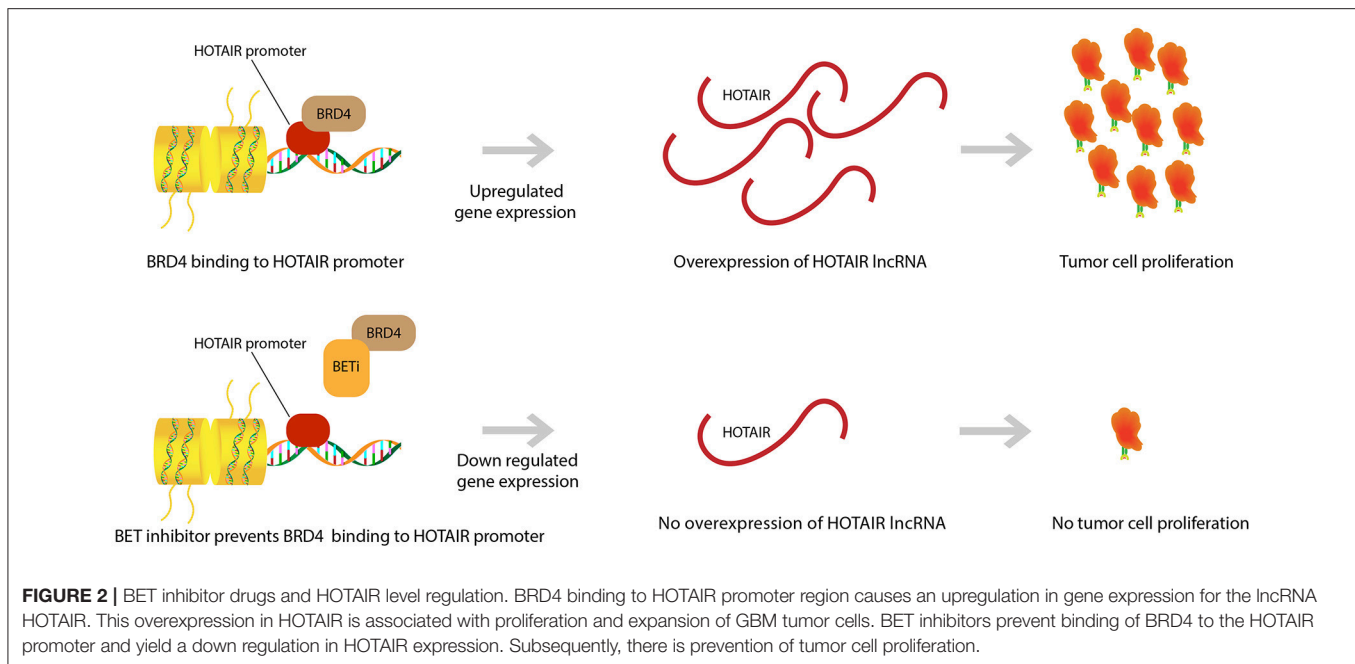 HOTAIR promoter
BRD4
Upregulated
gene expression
HOTAIR
BRD4 binding to HOTAIR promoter
Overexpression of HOTAIR lncRNA
Tumor cell proliferation
HOTAIR promoter
BRD4
BETi
Down regulated
gene expression
HOTAIR
BET inhibitor prevents BRD4 binding to HOTAIR promoter
No overexpression of HOTAIR lncRNA
No tumor cell proliferation
FIGURE 2 | BET inhibitor drugs and HOTAIR level regulation. BRD4 binding to HOTAIR promoter region causes an upregulation in gene expression for the lncRNA
HOTAIR. This overexpression in HOTAIR is associated with proliferation and expansion of GBM tumor cells. BET inhibitors prevent binding of BRD4 to the HOTAIR
promoter and yield a down regulation in HOTAIR expression. Subsequently, there is prevention of tumor cell proliferation.